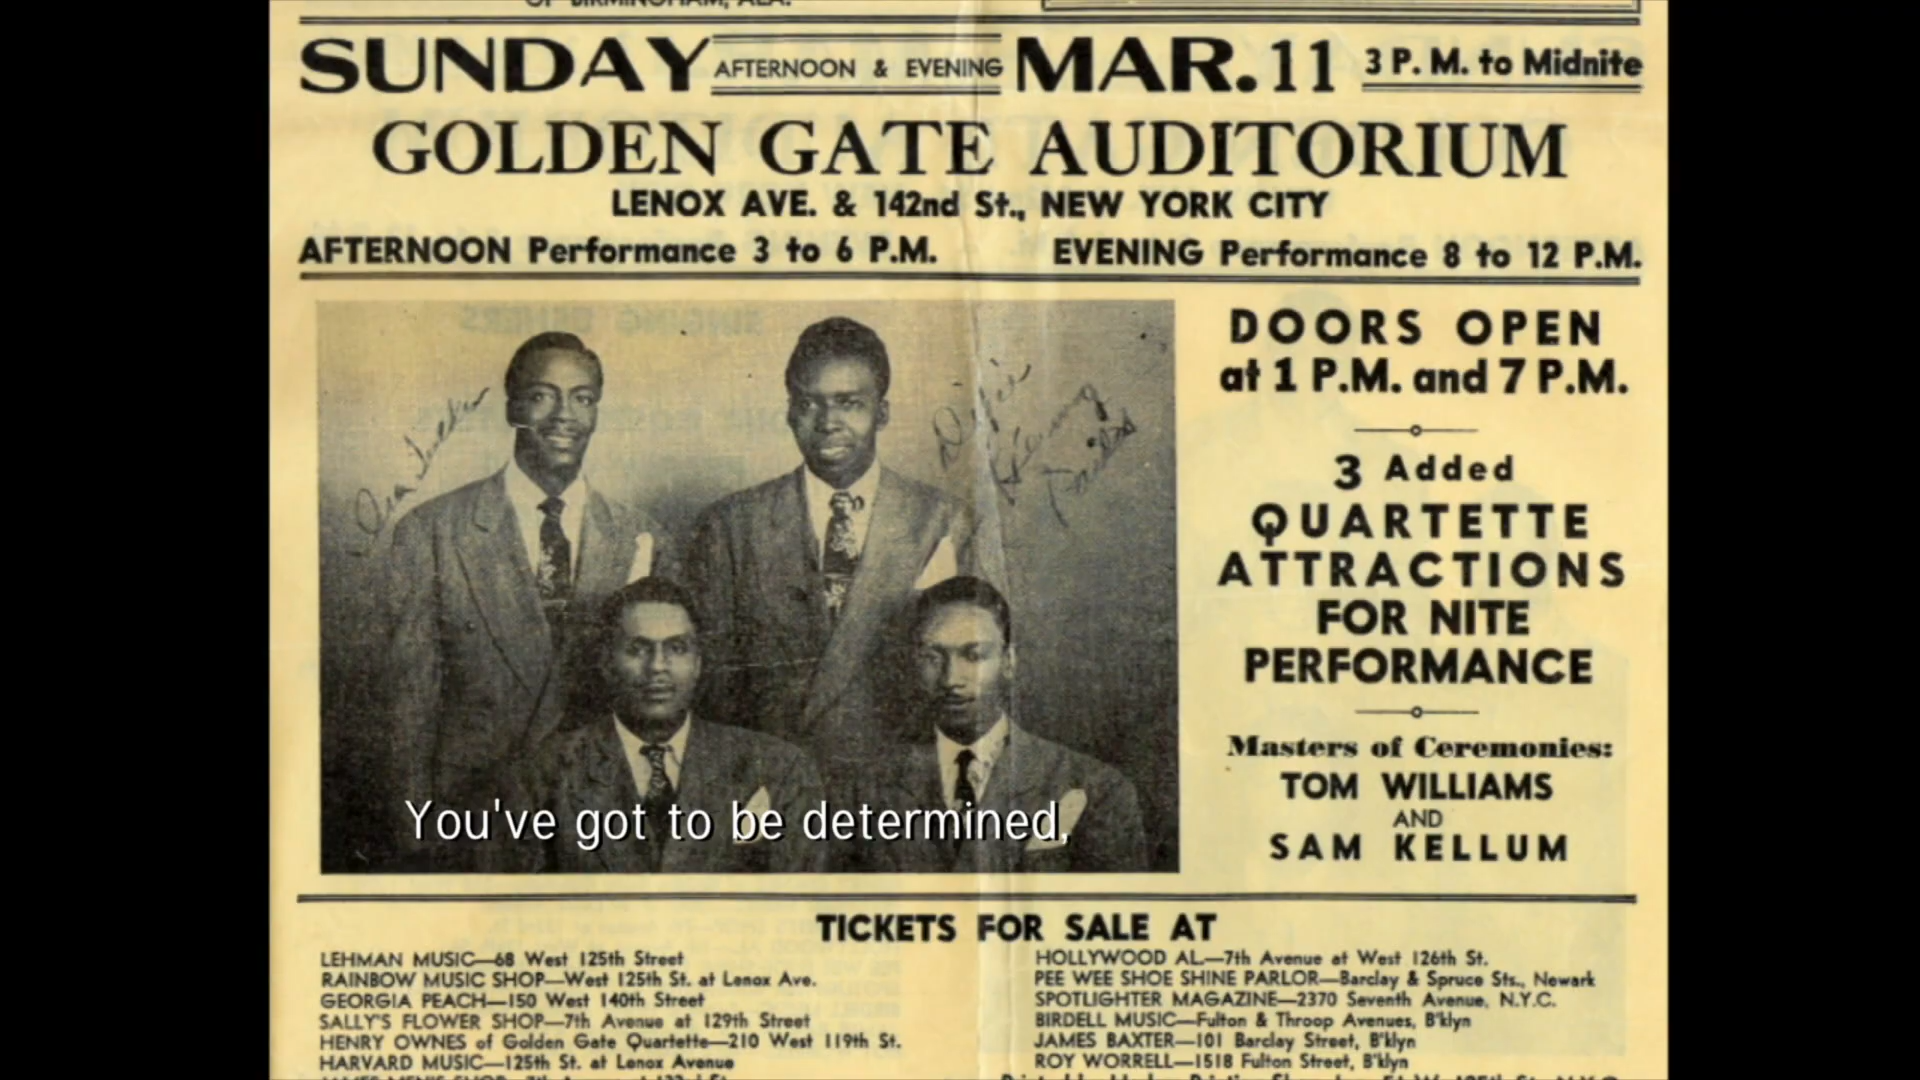 OF BIRMINGHAM, ALA.
SUNDAY AFTERNOON & EVENING MAR. 11 3 P. M. to Midnite
GOLDEN GATE AUDITORIUM
LENOX AVE. & 142nd St., NEW YORK CITY
AFTERNOON Performance 3 to 6 P.M. EVENING Performance 8 to 12 P.M.
DOORS OPEN
at 1 P.M. and 7 P.M.
3 Added
QUARTETTE
ATTRACTIONS
FOR NITE
PERFORMANCE
Masters of Ceremonies:
TOM WILLIAMS
AND
SAM KELLUM
You've got to be determined,
TICKETS FOR SALE AT
LEHMAN MUSIC—68 West 125th Street
RAINBOW MUSIC SHOP—West 125th St. at Lenox Ave.
GEORGIA PEACH—150 West 140th Street
SALLY'S FLOWER SHOP—7th Avenue at 129th Street
HENRY OWNES of Golden Gate Quartette—210 West 119th St.
HARVARD MUSIC—125th St. at Lenox Avenue
HOLLYWOOD AL.—7th Avenue at West 126th St.
PEE WEE SHOE SHINE PARLOR—Barclay & Spruce Sts., Newark
SPOTLIGHTER MAGAZINE—2370 Seventh Avenue, N.Y.C.
BIRDELL MUSIC—Fulton & Throop Avenues, B'klyn
JAMES BAXTER—101 Barclay Street, B'klyn
ROY WORRELL—1518 Fulton Street, B'klyn